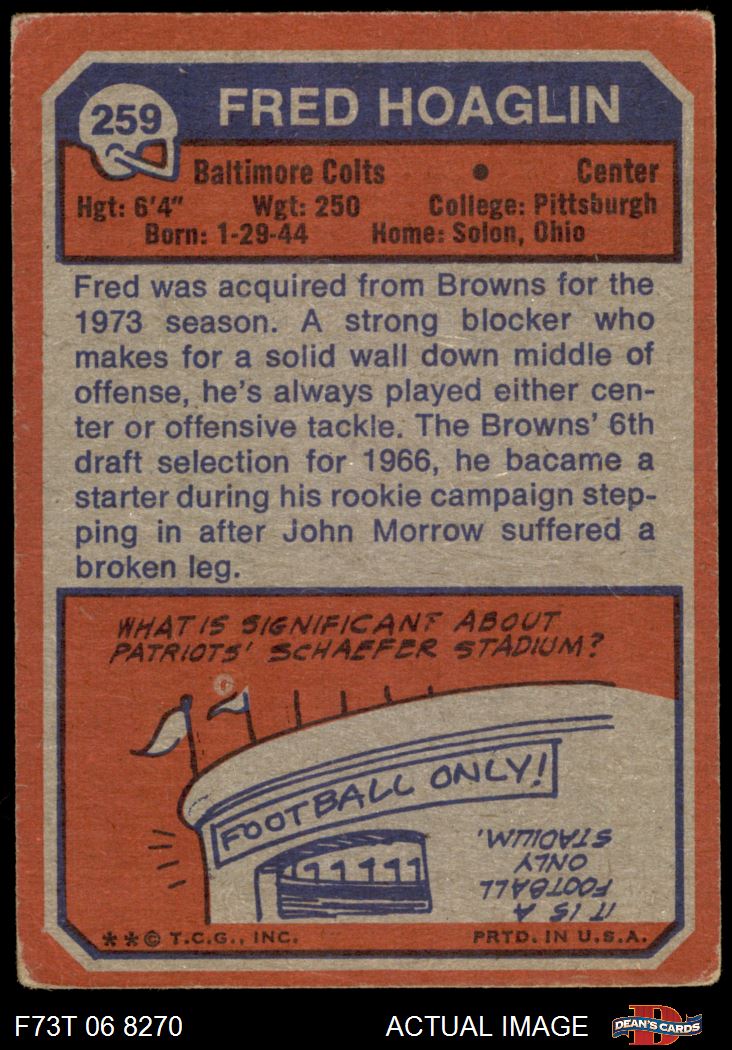 259
FRED HOAGLIN
Baltimore Colts • Center
Hgt: 6'4" Wgt: 250 College: Pittsburgh
Born: 1-29-44 Home: Solon, Ohio
Fred was acquired from Browns for the
1973 season. A strong blocker who
makes for a solid wall down middle of
offense, he's always played either cen-
ter or offensive tackle. The Browns' 6th
draft selection for 1966, he bacame a
starter during his rookie campaign step-
ping in after John Morrow suffered a
broken leg.
WHAT IS SIGNIFICANT ABOUT
PATRIOTS' SCHAEFER STADIUM?
FOOTBALL ONLY!
IT IS A
FOOTBALL
ONLY
STADIUM.
**© T.C.G., INC. PRTD. IN U.S.A.
F73T 06 8270 ACTUAL IMAGE
D
DEAN'S CARDS